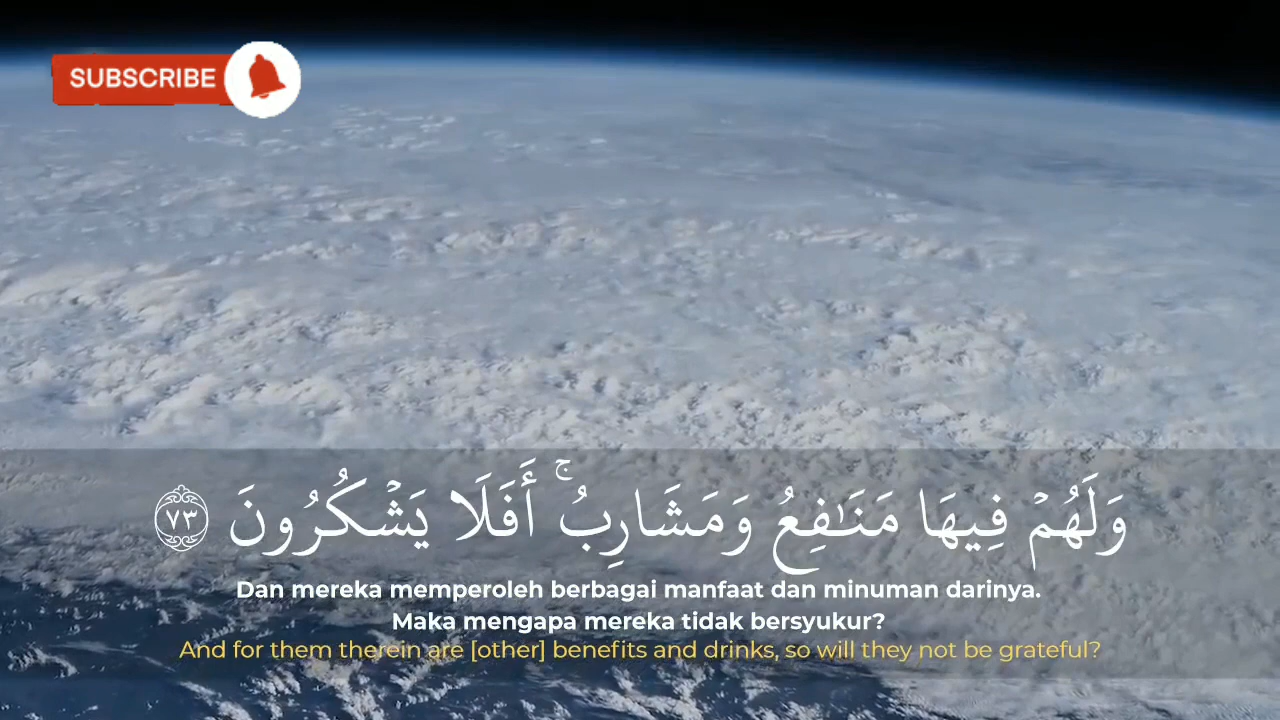 SUBSCRIBE
وَلَهُمْ فِيهَا مَنَـٰفِعُ وَمَشَارِبُ ۚ أَفَلَا يَشْكُرُونَ ٧٣
Dan mereka memperoleh berbagai manfaat dan minuman darinya.
Maka mengapa mereka tidak bersyukur?
And for them therein are [other] benefits and drinks, so will they not be grateful?